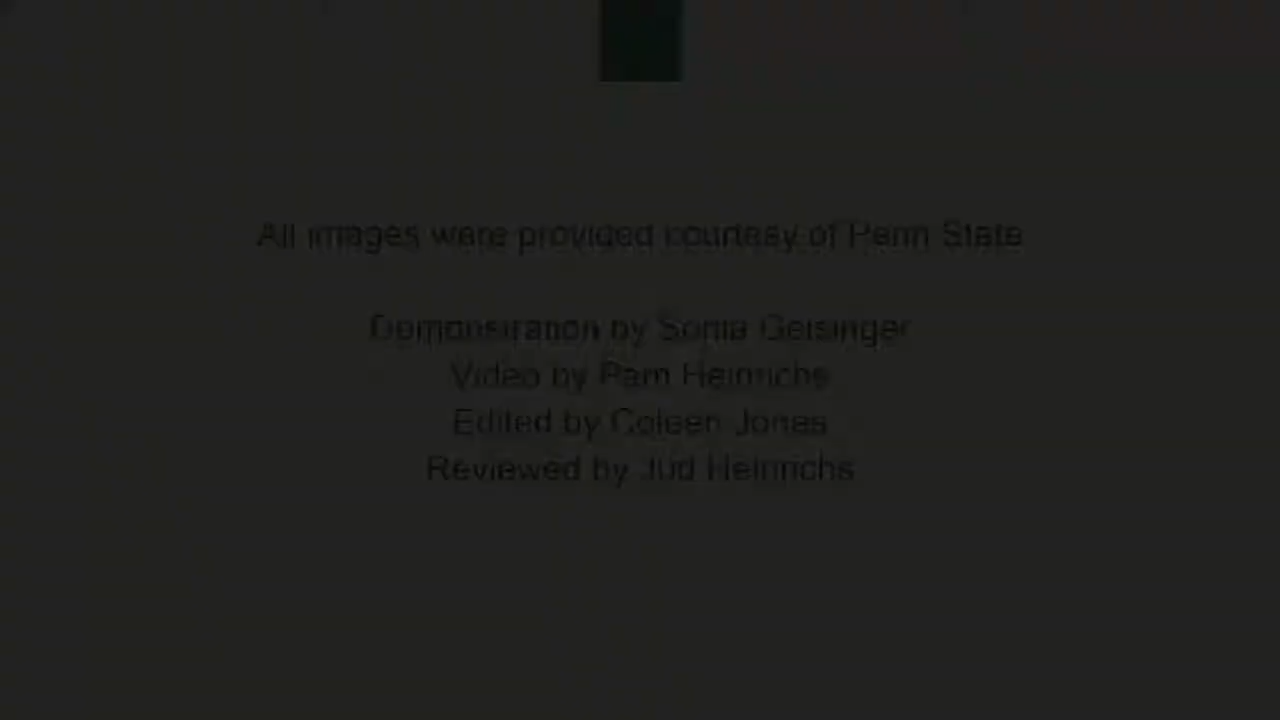 All images were provided courtesy of Penn State
Demonstration by Sonia Geisinger
Video by Pam Heinrichs
Edited by Coleen Jones
Reviewed by Jud Heinrichs